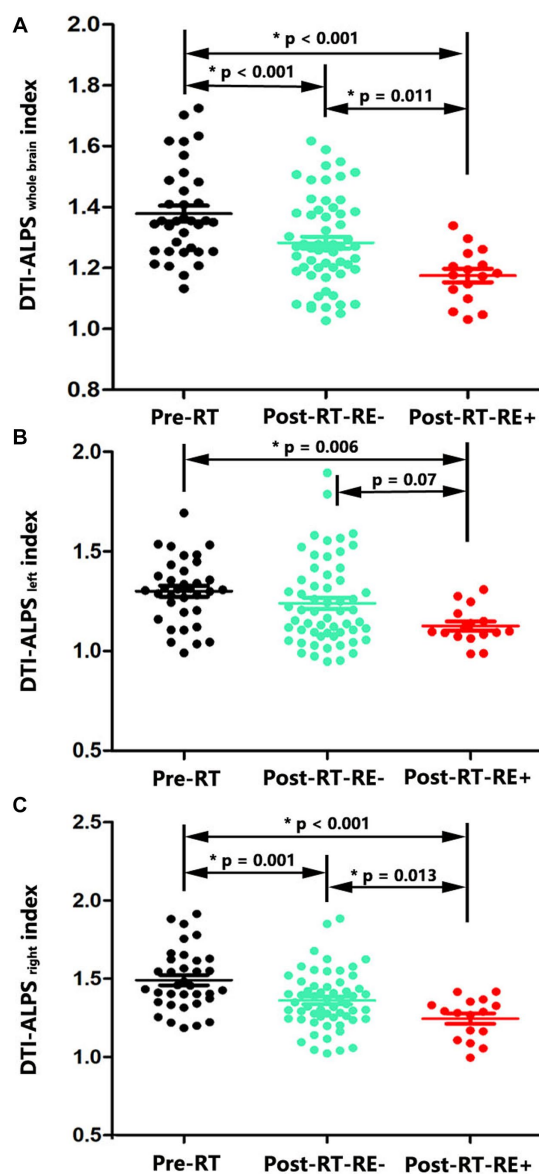 A
2.0
* p < 0.001
1.8
* p < 0.001
* p = 0.011
1.6
1.4
1.2
1.0
0.8
DTI-ALPS whole brain index
Pre-RT Post-RT-RE- Post-RT-RE+
B
2.0
* p = 0.006
p = 0.07
1.5
1.0
0.5
DTI-ALPS left index
Pre-RT Post-RT-RE- Post-RT-RE+
C
2.5
* p < 0.001
* p = 0.001
* p = 0.013
2.0
1.5
1.0
0.5
DTI-ALPS right index
Pre-RT Post-RT-RE- Post-RT-RE+